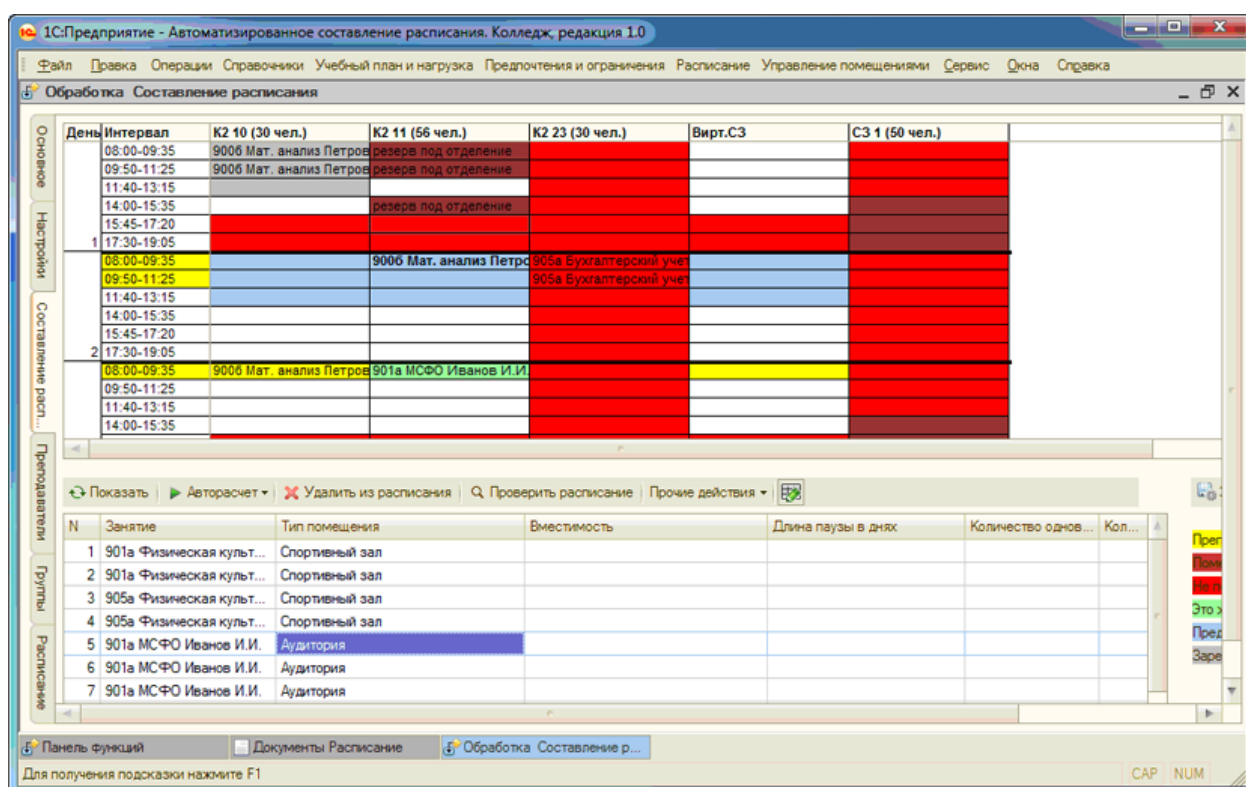 1С:Предприятие - Автоматизированное составление расписания. Колледж, редакция 1.0
Файл Правка Операции Справочники Учебный план и нагрузка Предпочтения и ограничения Расписание Управление помещениями Сервис Окна Справка
Обработка Составление расписания
Основное
Настройки
Составление расп...
Преподаватели
Группы
Расписание
День Интервал К2 10 (30 чел.) К2 11 (56 чел.) К2 23 (30 чел.) Вирт.СЗ СЗ 1 (50 чел.)
08:00-09:35 900б Мат. анализ Петров резерв под отделение
09:50-11:25 900б Мат. анализ Петров резерв под отделение
11:40-13:15
14:00-15:35 резерв под отделение
15:45-17:20
1 17:30-19:05
08:00-09:35 900б Мат. анализ Петро 905а Бухгалтерский учет
09:50-11:25 905а Бухгалтерский учет
11:40-13:15
14:00-15:35
15:45-17:20
2 17:30-19:05
08:00-09:35 900б Мат. анализ Петров 901а МСФО Иванов И.И.
09:50-11:25
11:40-13:15
14:00-15:35
Показать Авторасчет Удалить из расписания Проверить расписание Прочие действия
N Занятие Тип помещения Вместимость Длина паузы в днях Количество однов... Кол...
1 901а Физическая культ... Спортивный зал
2 901а Физическая культ... Спортивный зал
3 905а Физическая культ... Спортивный зал
4 905а Физическая культ... Спортивный зал
5 901а МСФО Иванов И.И. Аудитория
6 901а МСФО Иванов И.И. Аудитория
7 901а МСФО Иванов И.И. Аудитория
Преп
Поме
Не п
Это ж
Пред
Заре
Панель функций Документы Расписание Обработка Составление р...
Для получения подсказки нажмите F1 CAP NUM